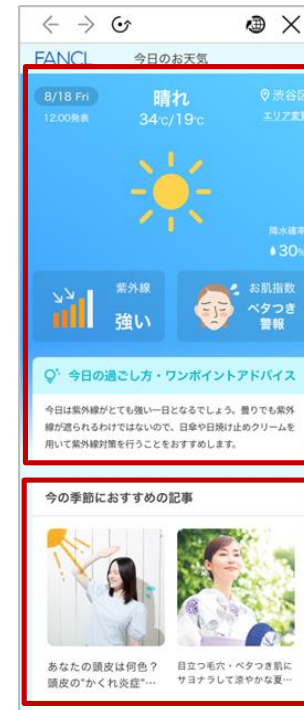 FANCL
今日のお天気
8/18 Fri
12:00発表
晴れ
34℃/19℃
渋谷区
エリア変更
降水確率
30%
紫外線
強い
お肌指数
ベタつき
警報
今日の過ごし方・ワンポイントアドバイス
今日は紫外線がとても強い一日となるでしょう。曇りでも紫外
線が遮られるわけではないので、日傘や日焼け止めクリームを
用いて紫外線対策を行うことをおすすめします。
今の季節におすすめの記事
あなたの頭皮は何色？
頭皮の"かくれ炎症"…
目立つ毛穴・ベタつき肌に
サヨナラして涼やかな夏…